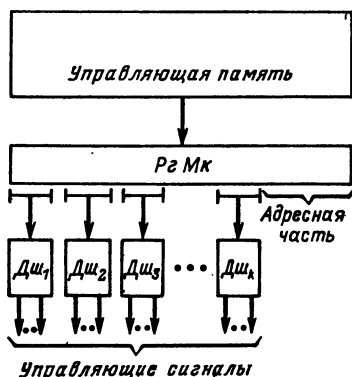 Управляющая память
Рг Мк
Адресная
часть
Дш₁ Дш₂ Дш₃ ••• Дшₖ
Управляющие сигналы